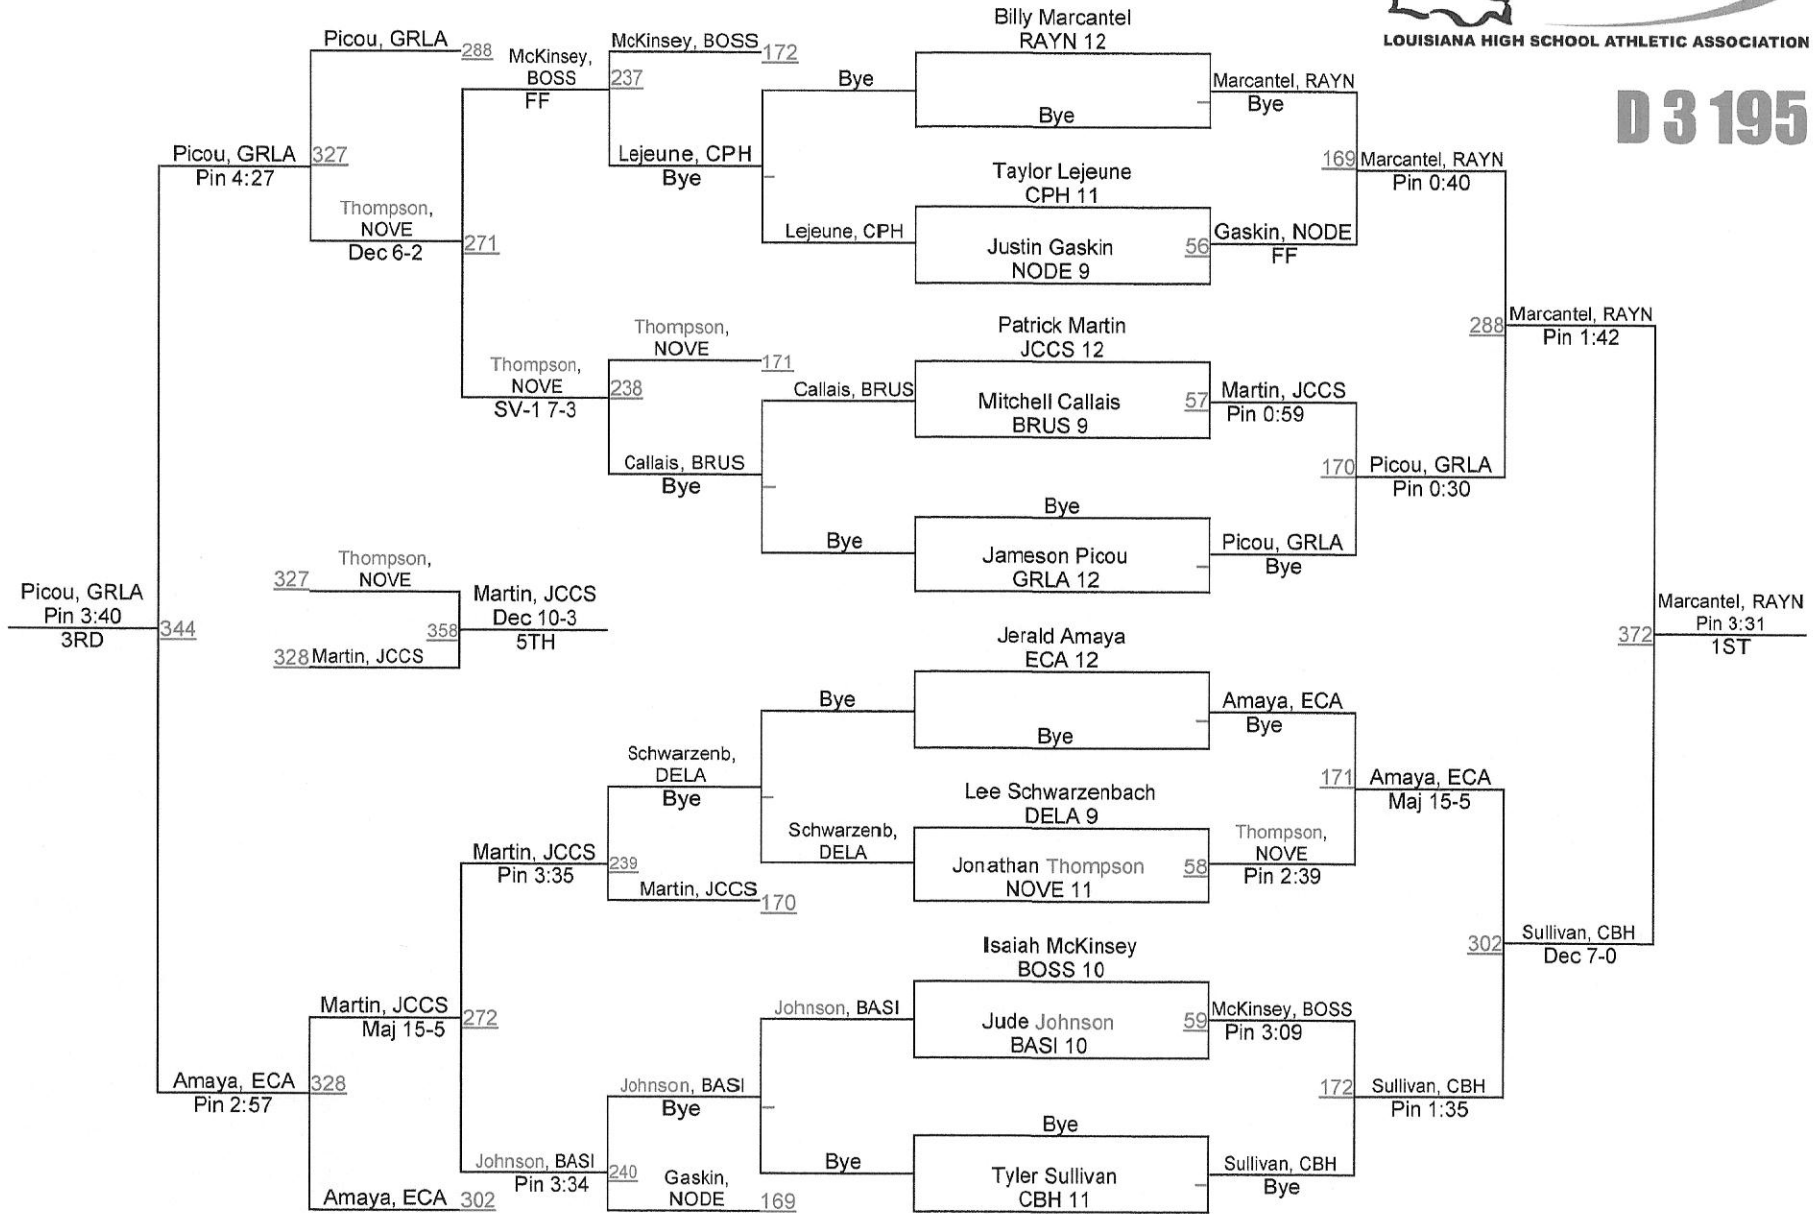 LOUISIANA HIGH SCHOOL ATHLETIC ASSOCIATION
D 3 195
Picou, GRLA
Pin 3:40
3RD
344
Picou, GRLA
Pin 4:27
327
Amaya, ECA
Pin 2:57
328
Picou, GRLA
288
Thompson,
NOVE
Dec 6-2
271
327
Thompson,
NOVE
328
Martin, JCCS
358
Martin, JCCS
Dec 10-3
5TH
Martin, JCCS
Maj 15-5
272
Amaya, ECA
302
McKinsey,
BOSS
FF
237
Thompson,
NOVE
SV-1 7-3
238
Martin, JCCS
Pin 3:35
239
Johnson, BASI
Pin 3:34
240
McKinsey, BOSS
172
Lejeune, CPH
Bye
Thompson,
NOVE
171
Callais, BRUS
Bye
Schwarzenb,
DELA
Bye
Martin, JCCS
170
Johnson, BASI
Bye
Gaskin,
NODE
169
Bye
Lejeune, CPH
Callais, BRUS
Bye
Bye
Schwarzenb,
DELA
Johnson, BASI
Bye
Billy Marcantel
RAYN 12
Bye
Taylor Lejeune
CPH 11
Justin Gaskin
NODE 9
56
Patrick Martin
JCCS 12
Mitchell Callais
BRUS 9
57
Bye
Jameson Picou
GRLA 12
Jerald Amaya
ECA 12
Bye
Lee Schwarzenbach
DELA 9
Jonathan Thompson
NOVE 11
58
Isaiah McKinsey
BOSS 10
Jude Johnson
BASI 10
59
Bye
Tyler Sullivan
CBH 11
Marcantel, RAYN
Bye
Gaskin, NODE
FF
Martin, JCCS
Pin 0:59
Picou, GRLA
Bye
Amaya, ECA
Bye
Thompson,
NOVE
Pin 2:39
McKinsey, BOSS
Pin 3:09
Sullivan, CBH
Bye
169
Marcantel, RAYN
Pin 0:40
170
Picou, GRLA
Pin 0:30
171
Amaya, ECA
Maj 15-5
172
Sullivan, CBH
Pin 1:35
288
Marcantel, RAYN
Pin 1:42
302
Sullivan, CBH
Dec 7-0
372
Marcantel, RAYN
Pin 3:31
1ST